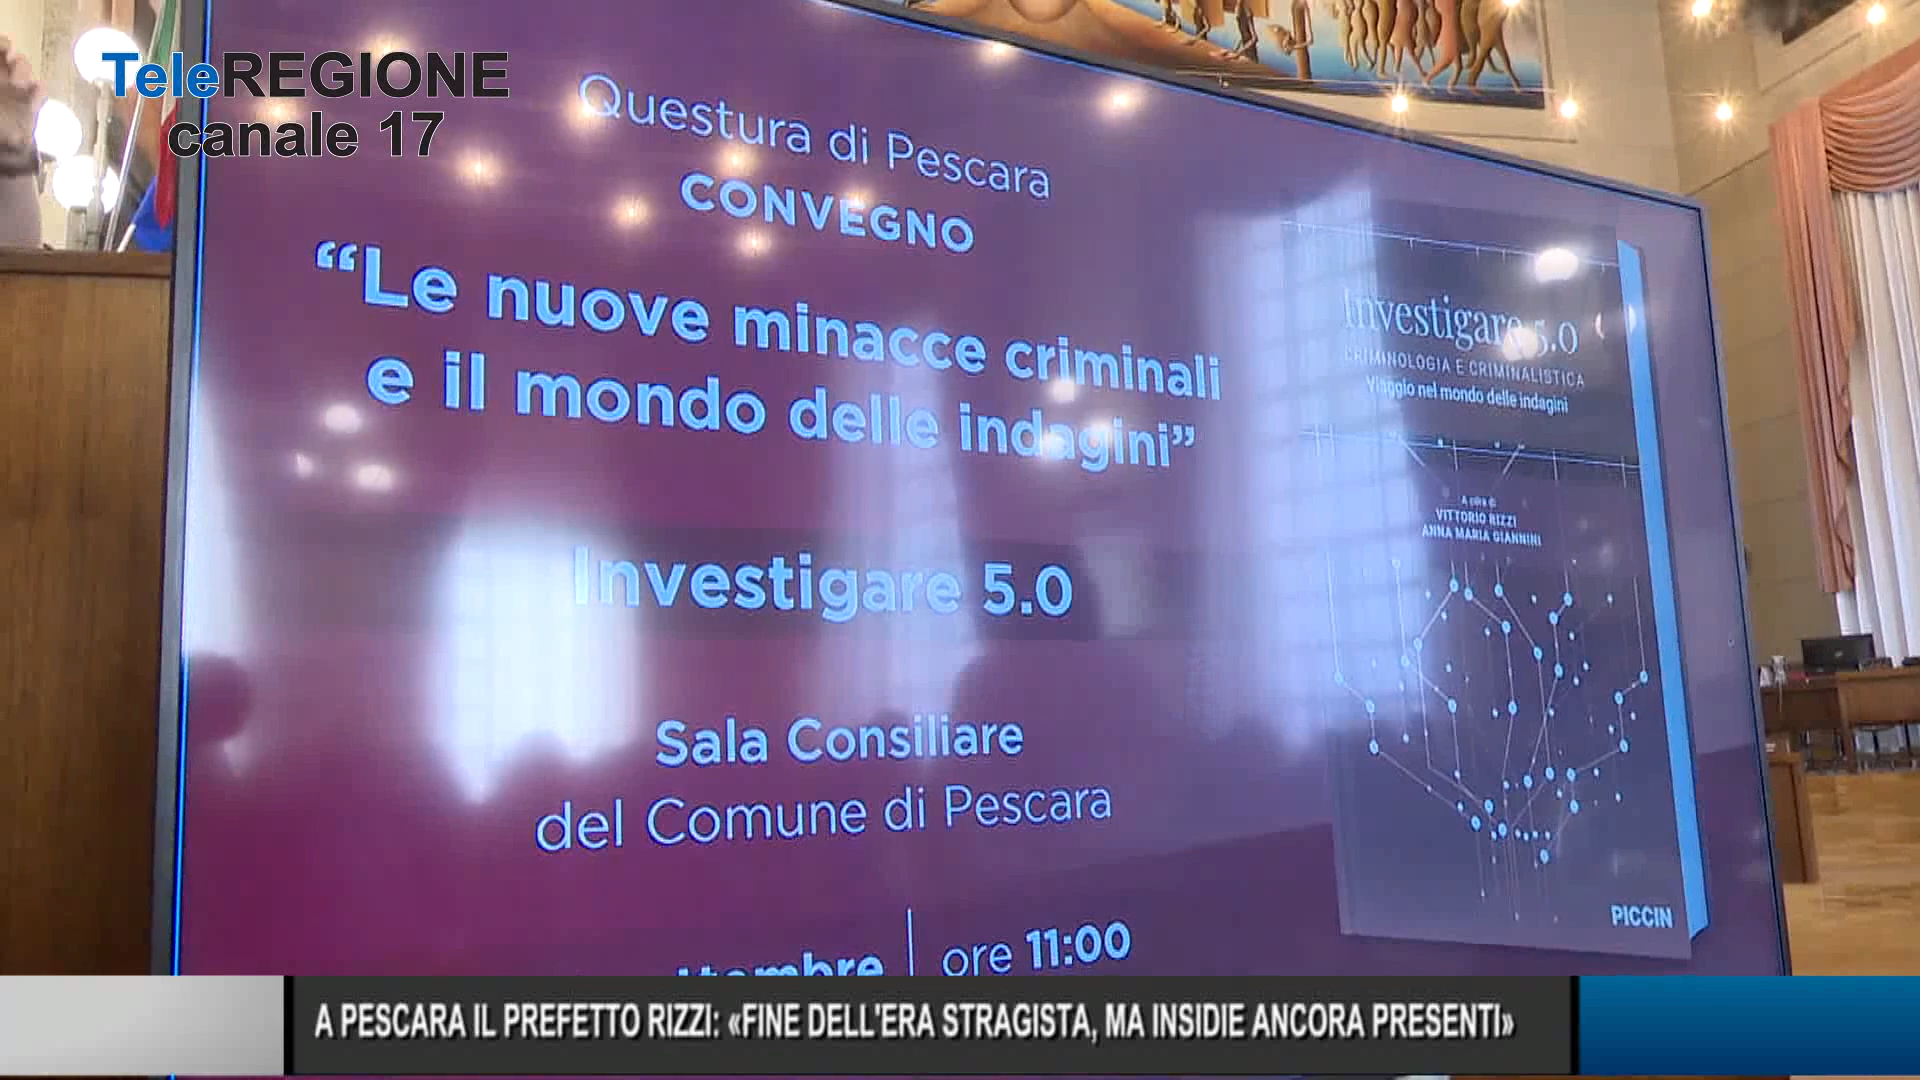 TeleREGIONE
canale 17
Questura di Pescara
CONVEGNO
“Le nuove minacce criminali
e il mondo delle indagini”
Investigare 5.0
Sala Consiliare
del Comune di Pescara
ore 11:00
Investigare 5.0
CRIMINOLOGIA E CRIMINALISTICA
Viaggio nel mondo delle indagini
A cura di
VITTORIO RIZZI
ANNA MARIA GIANNINI
PICCIN
A PESCARA IL PREFETTO RIZZI: «FINE DELL'ERA STRAGISTA, MA INSIDIE ANCORA PRESENTI»